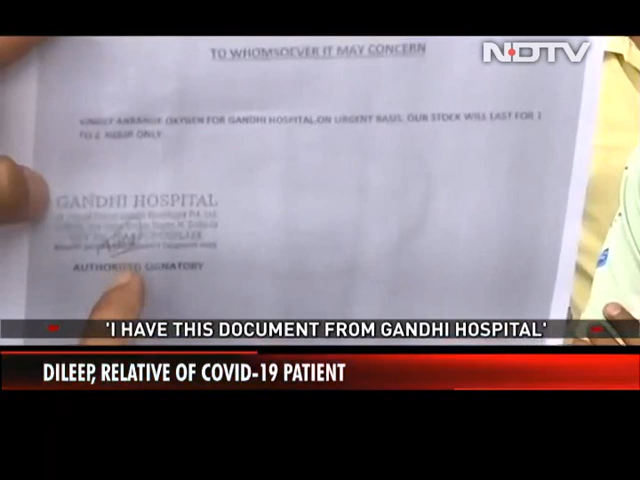 NDTV
TO WHOMSOEVER IT MAY CONCERN
KINDLY ARRANGE OXYGEN FOR GANDHI HOSPITAL,ON URGENT BASIS. OUR STOCK WILL LAST FOR 1
TO 2 HOUR ONLY.
GANDHI HOSPITAL
AUTHORITED SIGNATORY
'I HAVE THIS DOCUMENT FROM GANDHI HOSPITAL'
DILEEP, RELATIVE OF COVID-19 PATIENT